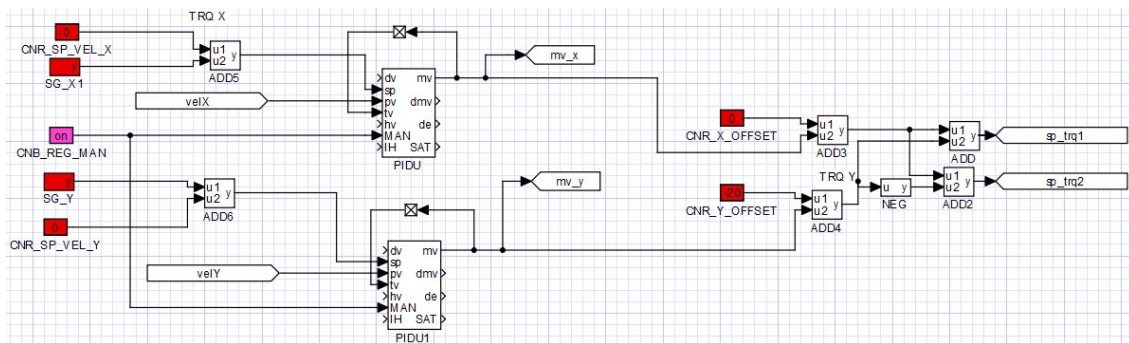 TRQ X
0
CNR_SP_VEL_X
u1
u2
y
ADD5
y
SG_X1
velX
dv
sp
pv
tv
hv
MAN
IH
mv
dmv
de
SAT
PIDU
mv_x
on
CNB_REG_MAN
y
SG_Y
u1
u2
y
ADD6
0
CNR_SP_VEL_Y
velY
dv
sp
pv
tv
hv
MAN
IH
mv
dmv
de
SAT
PIDU1
mv_y
0
CNR_X_OFFSET
u1
u2
y
ADD3
-20
CNR_Y_OFFSET
u1
u2
y
ADD4
TRQ Y
u
y
NEG
u1
u2
y
ADD
sp_trq1
u1
u2
y
ADD2
sp_trq2